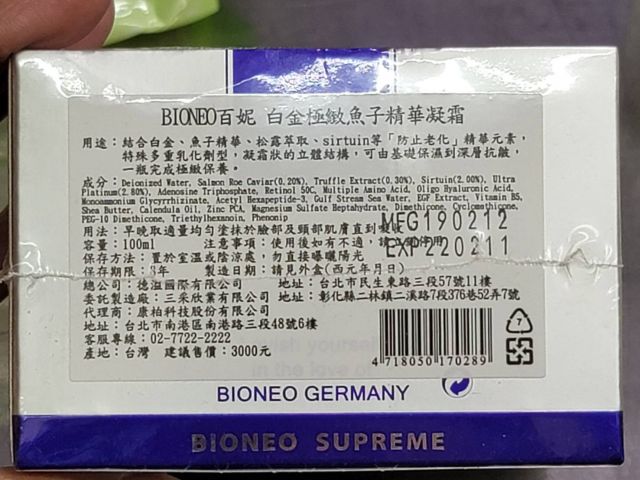 BIONEO百妮 白金極緻魚子精華凝霜
用途：結合白金、魚子精華、松露萃取、sirtuin等「防止老化」精華元素，
特殊多重乳化劑型，凝霜狀的立體結構，可由基礎保濕到深層抗皺，
一瓶完成極緻保養。
成分：Deionized Water, Salmon Roe Caviar(0.20%), Truffle Extract(0.30%), Sirtuin(2.00%), Ultra
Platinum(2.80%), Adenosine Triphosphate, Retinol 50C, Multiple Amino Acid, Oligo Hyaluronic Acid,
Monoammonium Glycyrrhizinate, Acetyl Hexapeptide-3, Gulf Stream Sea Water, EGF Extract, Vitamin B5,
Shea Butter, Calendula Oil, Zinc PCA, Magnesium Sulfate Heptahydrate, Dimethicone, Cyclomethicone,
PEG-10 Dimethicone, Triethylhexanoin, Phenonip
用法：早晚取適量均勻塗抹於臉部及頸部肌膚直到吸收
MFG190212
容量：100ml 注意事項：使用後如有不適，請立即停用
EXP220211
保存方法：置於室溫或陰涼處，勿直接曝曬陽光
保存期限：3年 製造日期：請見外盒(西元年月日)
總公司：德溢國際有限公司 地址：台北市民生東路三段57號11樓
委託製造廠：三采欣業有限公司 地址：彰化縣二林鎮二溪路7段376巷52弄7號
代理商：康柏科技股份有限公司
地址：台北市南港區南港路三段48號6樓
客服專線：02-7722-2222
產地：台灣 建議售價：3000元
4 718050 170289
7
BIONEO GERMANY
BIONEO SUPREME